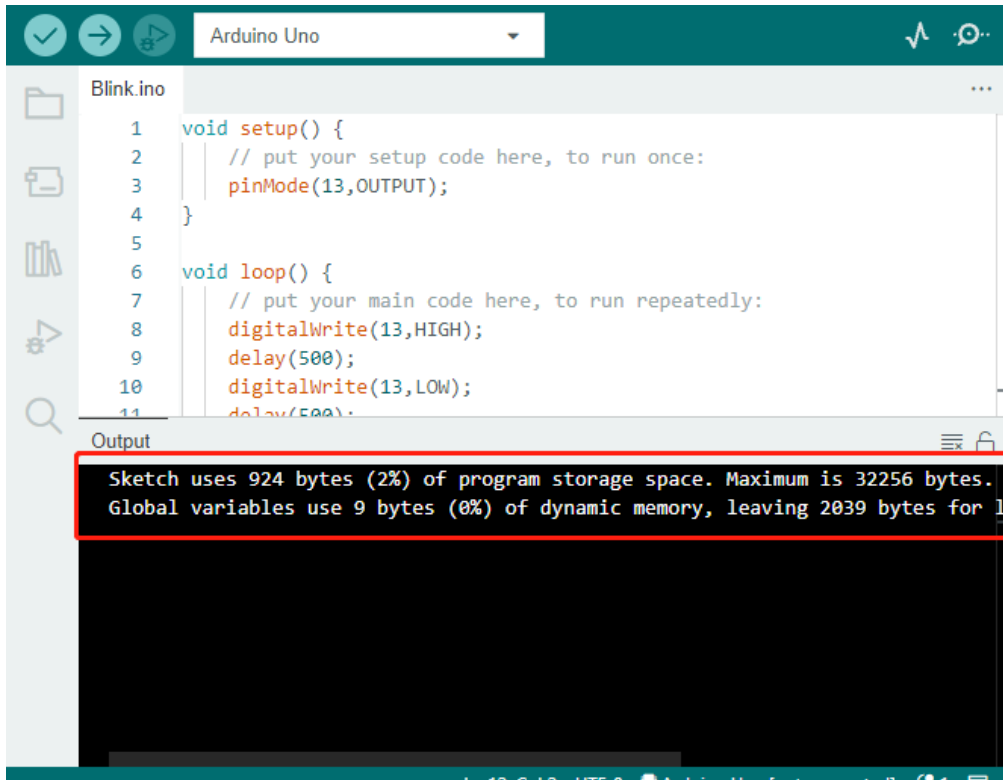 Arduino Uno
Blink.ino
1 void setup() {
2 // put your setup code here, to run once:
3 pinMode(13,OUTPUT);
4 }
5
6 void loop() {
7 // put your main code here, to run repeatedly:
8 digitalWrite(13,HIGH);
9 delay(500);
10 digitalWrite(13,LOW);
11 delay(500);
Output
Sketch uses 924 bytes (2%) of program storage space. Maximum is 32256 bytes.
Global variables use 9 bytes (0%) of dynamic memory, leaving 2039 bytes for l